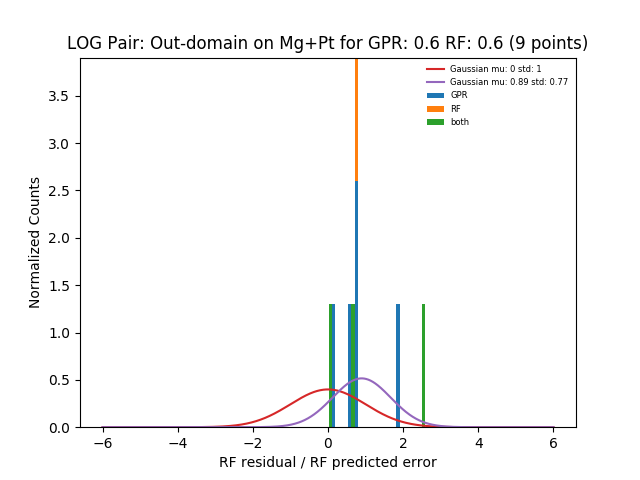 LOG Pair: Out-domain on Mg+Pt for GPR: 0.6 RF: 0.6 (9 points)
Gaussian mu: 0 std: 1
Gaussian mu: 0.89 std: 0.77
GPR
RF
both
Normalized Counts
3.5
3.0
2.5
2.0
1.5
1.0
0.5
0.0
−6
−4
−2
0
2
4
6
RF residual / RF predicted error